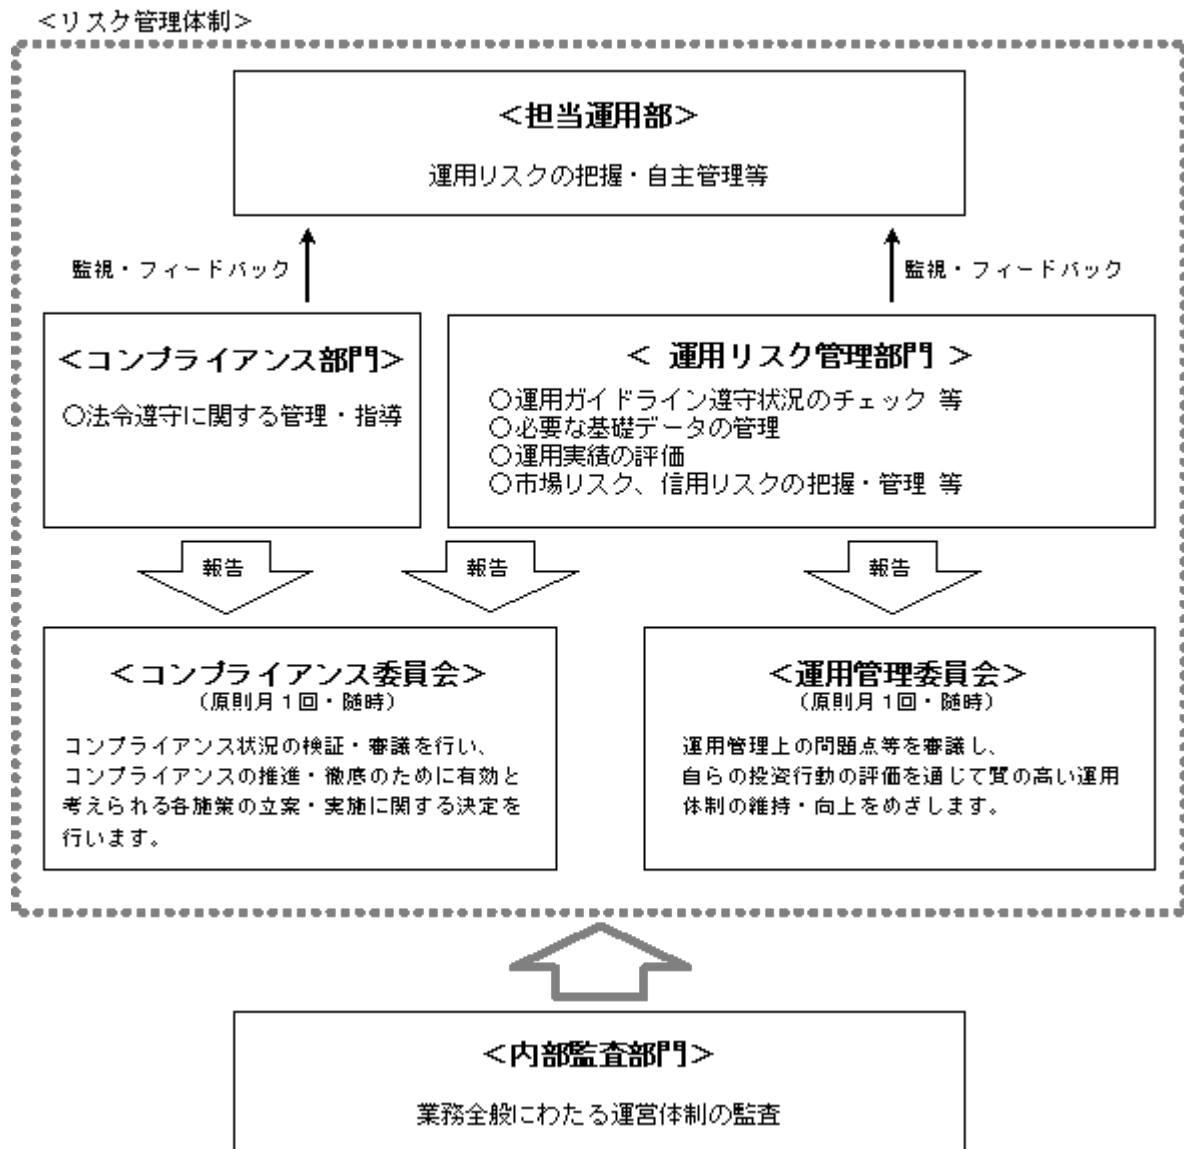 ＜リスク管理体制＞
＜担当運用部＞
運用リスクの把握・自主管理等
監視・フィードバック
監視・フィードバック
＜コンプライアンス部門＞
○法令遵守に関する管理・指導
＜ 運用リスク管理部門 ＞
○運用ガイドライン遵守状況のチェック 等
○必要な基礎データの管理
○運用実績の評価
○市場リスク、信用リスクの把握・管理 等
報告
報告
報告
＜コンプライアンス委員会＞
（原則月１回・随時）
コンプライアンス状況の検証・審議を行い、
コンプライアンスの推進・徹底のために有効と
考えられる各施策の立案・実施に関する決定を
行います。
＜運用管理委員会＞
（原則月１回・随時）
運用管理上の問題点等を審議し、
自らの投資行動の評価を通じて質の高い運用
体制の維持・向上をめざします。
＜内部監査部門＞
業務全般にわたる運営体制の監査